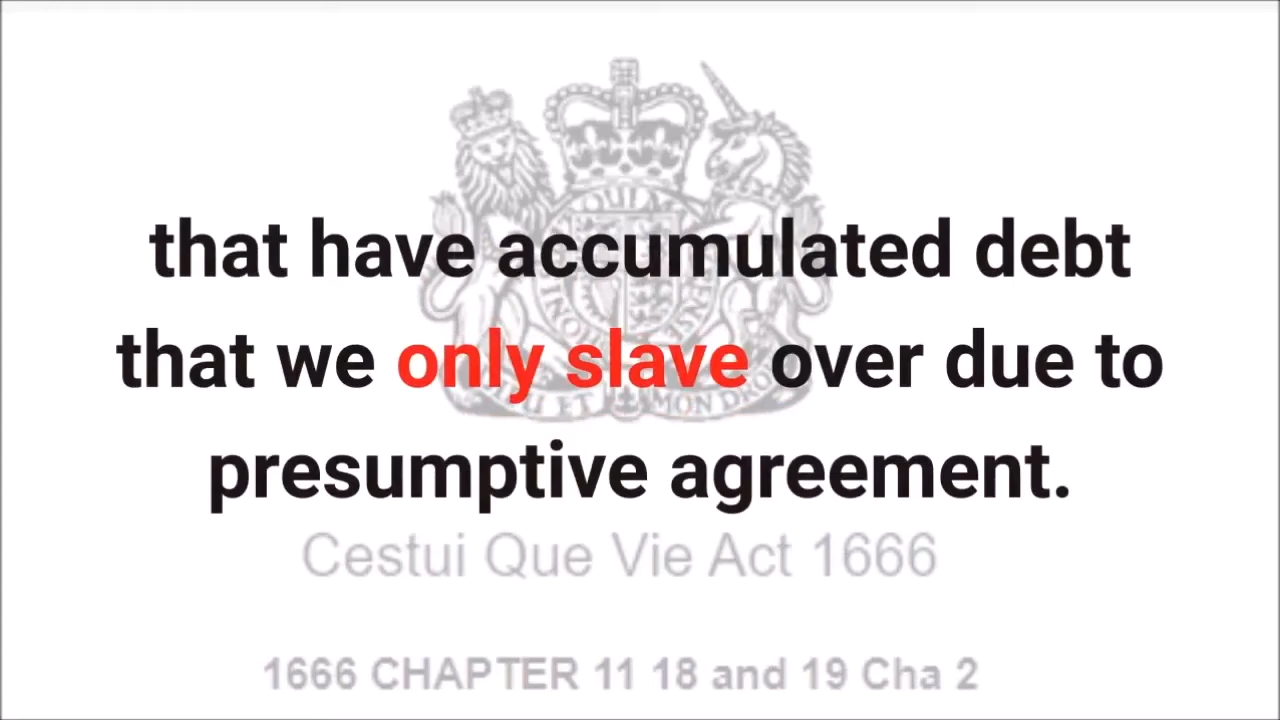 that have accumulated debt
that we only slave over due to
presumptive agreement.
Cestui Que Vie Act 1666
1666 CHAPTER 11 18 and 19 Cha 2